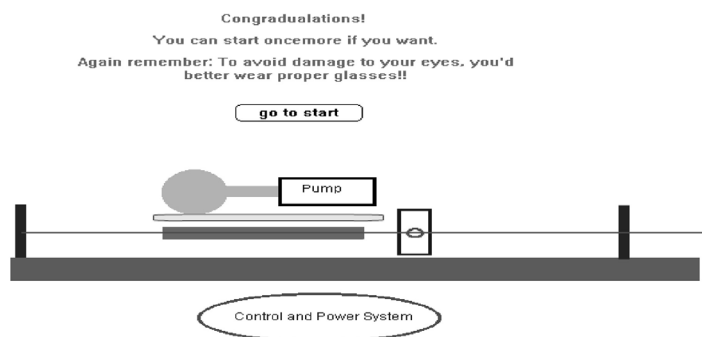 Congradualations!
You can start oncemore if you want.
Again remember: To avoid damage to your eyes, you'd
better wear proper glasses!!
go to start
Pump
Control and Power System